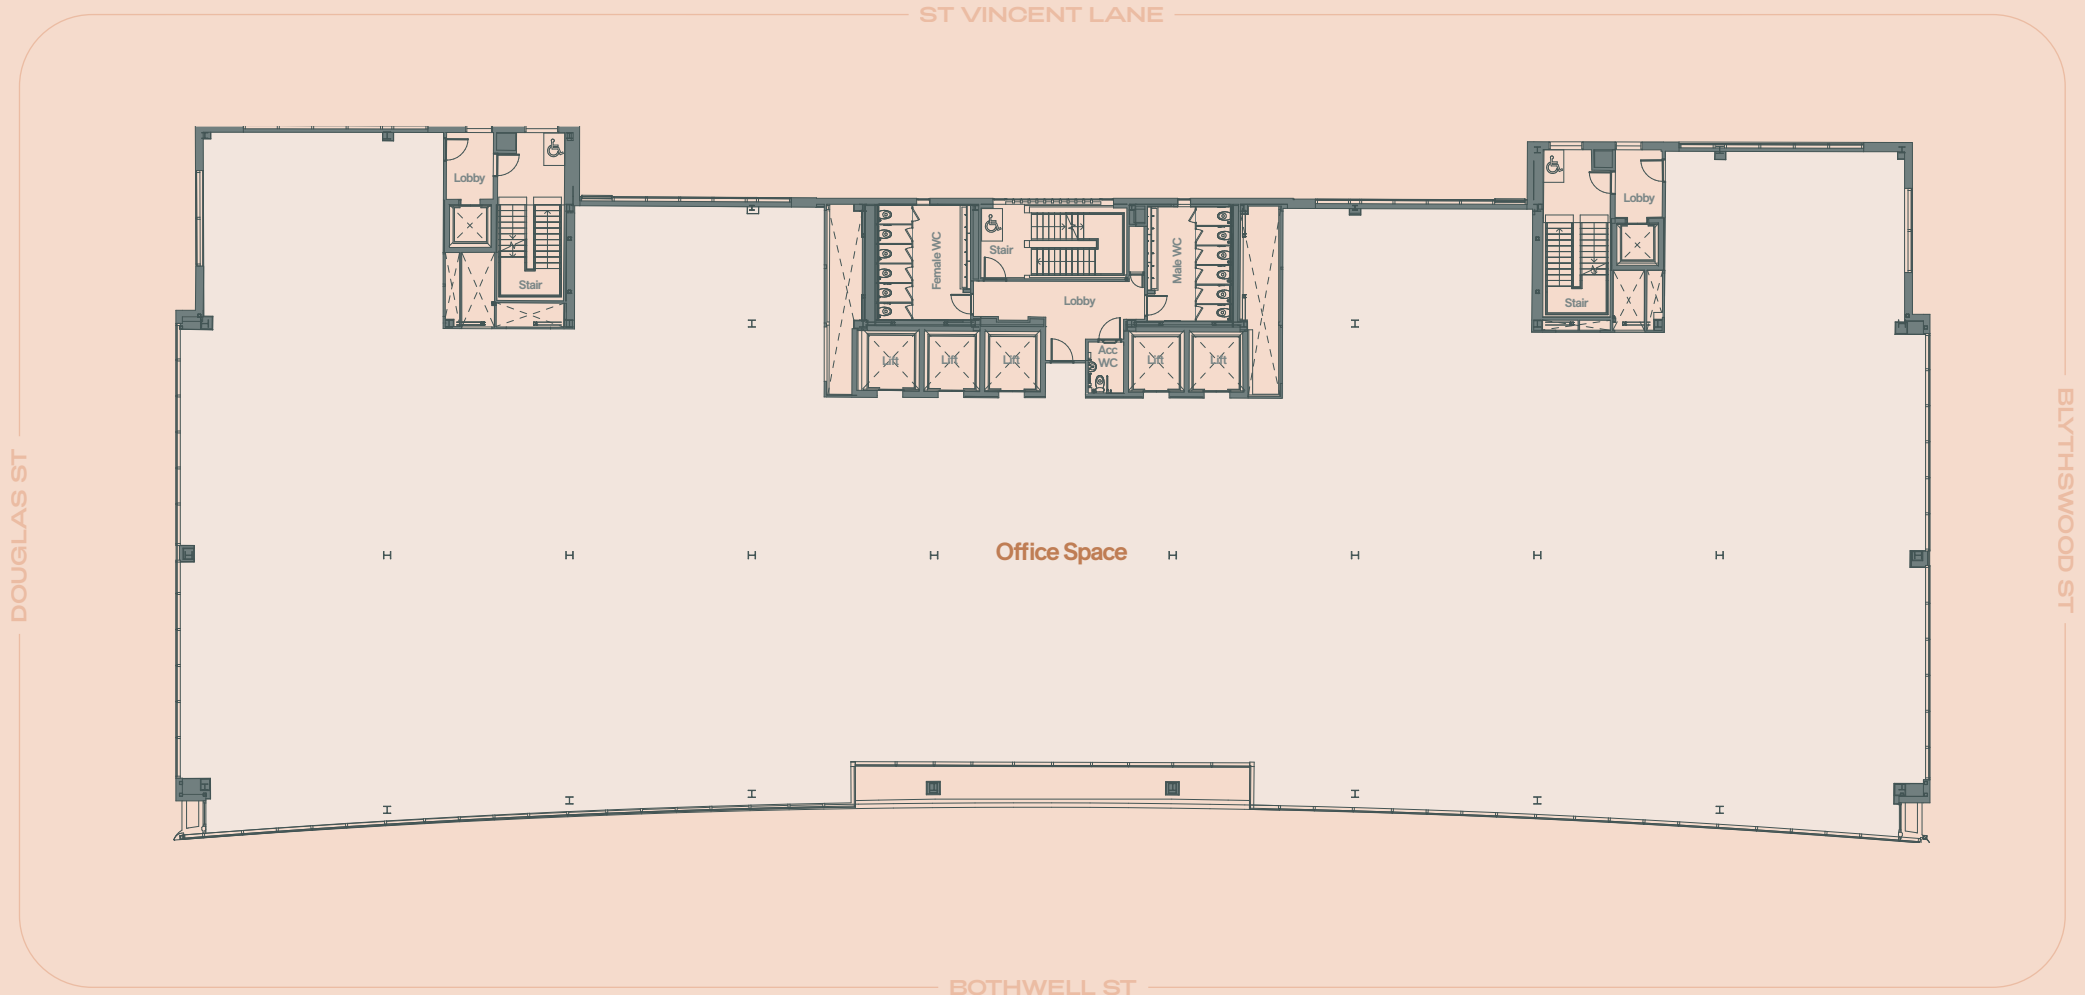 ST VINCENT LANE
Lobby
Stair
Female WC
Stair
Lobby
Male WC
Lift
Lift
Lift
Acc
WC
Lift
Lift
Lobby
Stair
Office Space
DOUGLAS ST
BLYTHSWOOD ST
BOTHWELL ST